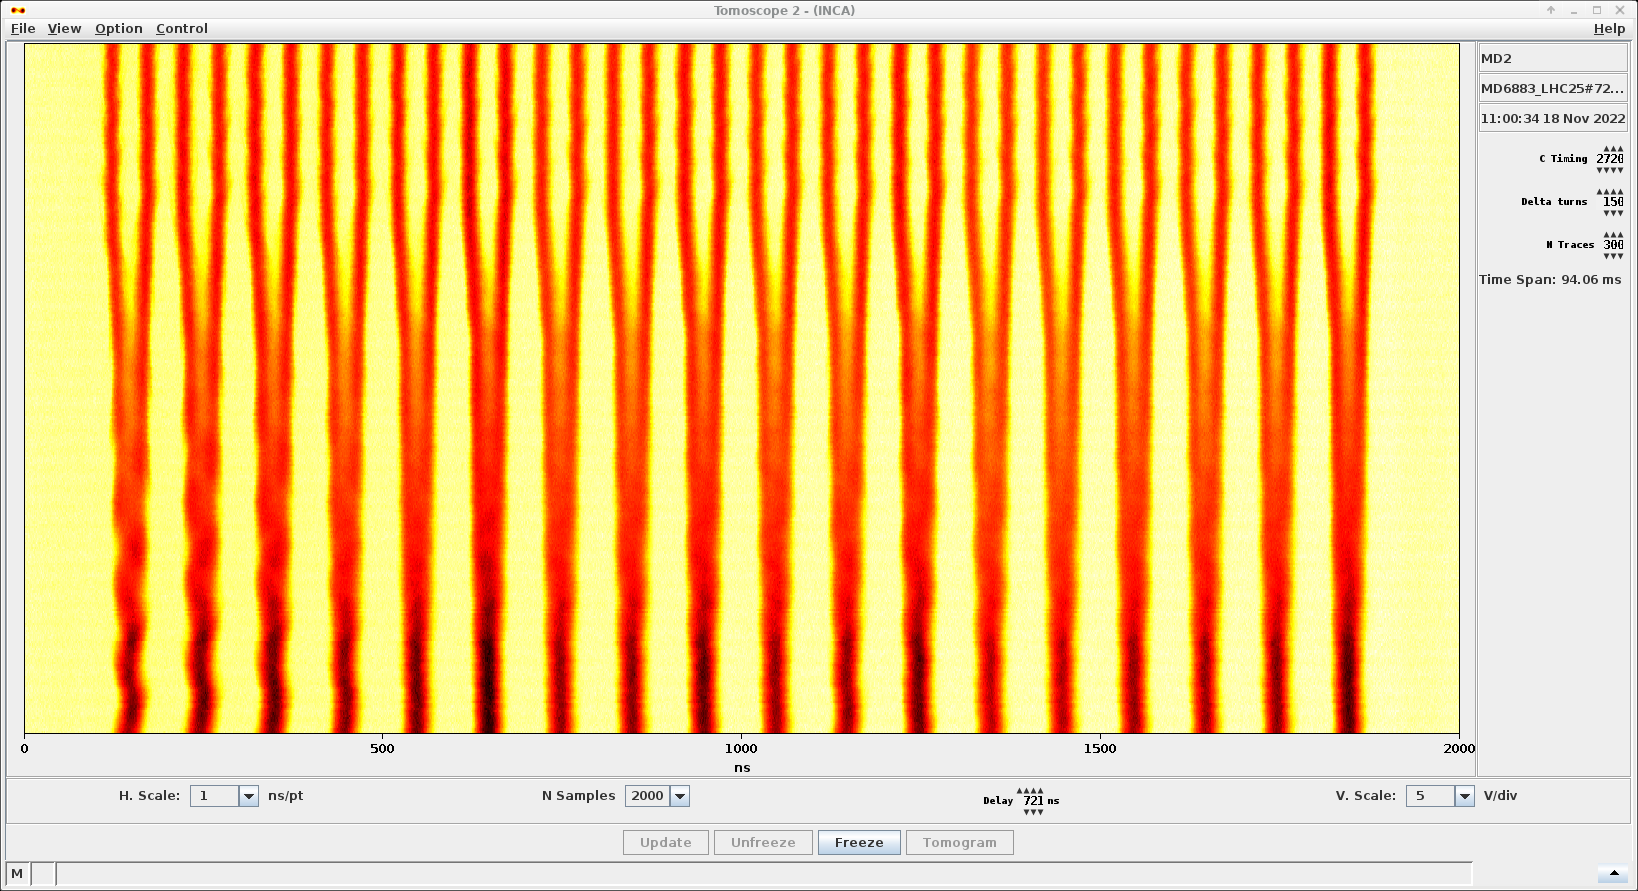 Tomoscope 2 - (INCA)
File View Option Control Help
MD2
MD6883_LHC25#72...
11:00:34 18 Nov 2022
C Timing 2720
Delta turns 150
N Traces 300
Time Span: 94.06 ms
0 500 1000 1500 2000
ns
H. Scale: 1 ns/pt N Samples 2000 Delay 721 ns V. Scale: 5 V/div
Update Unfreeze Freeze Tomogram
M